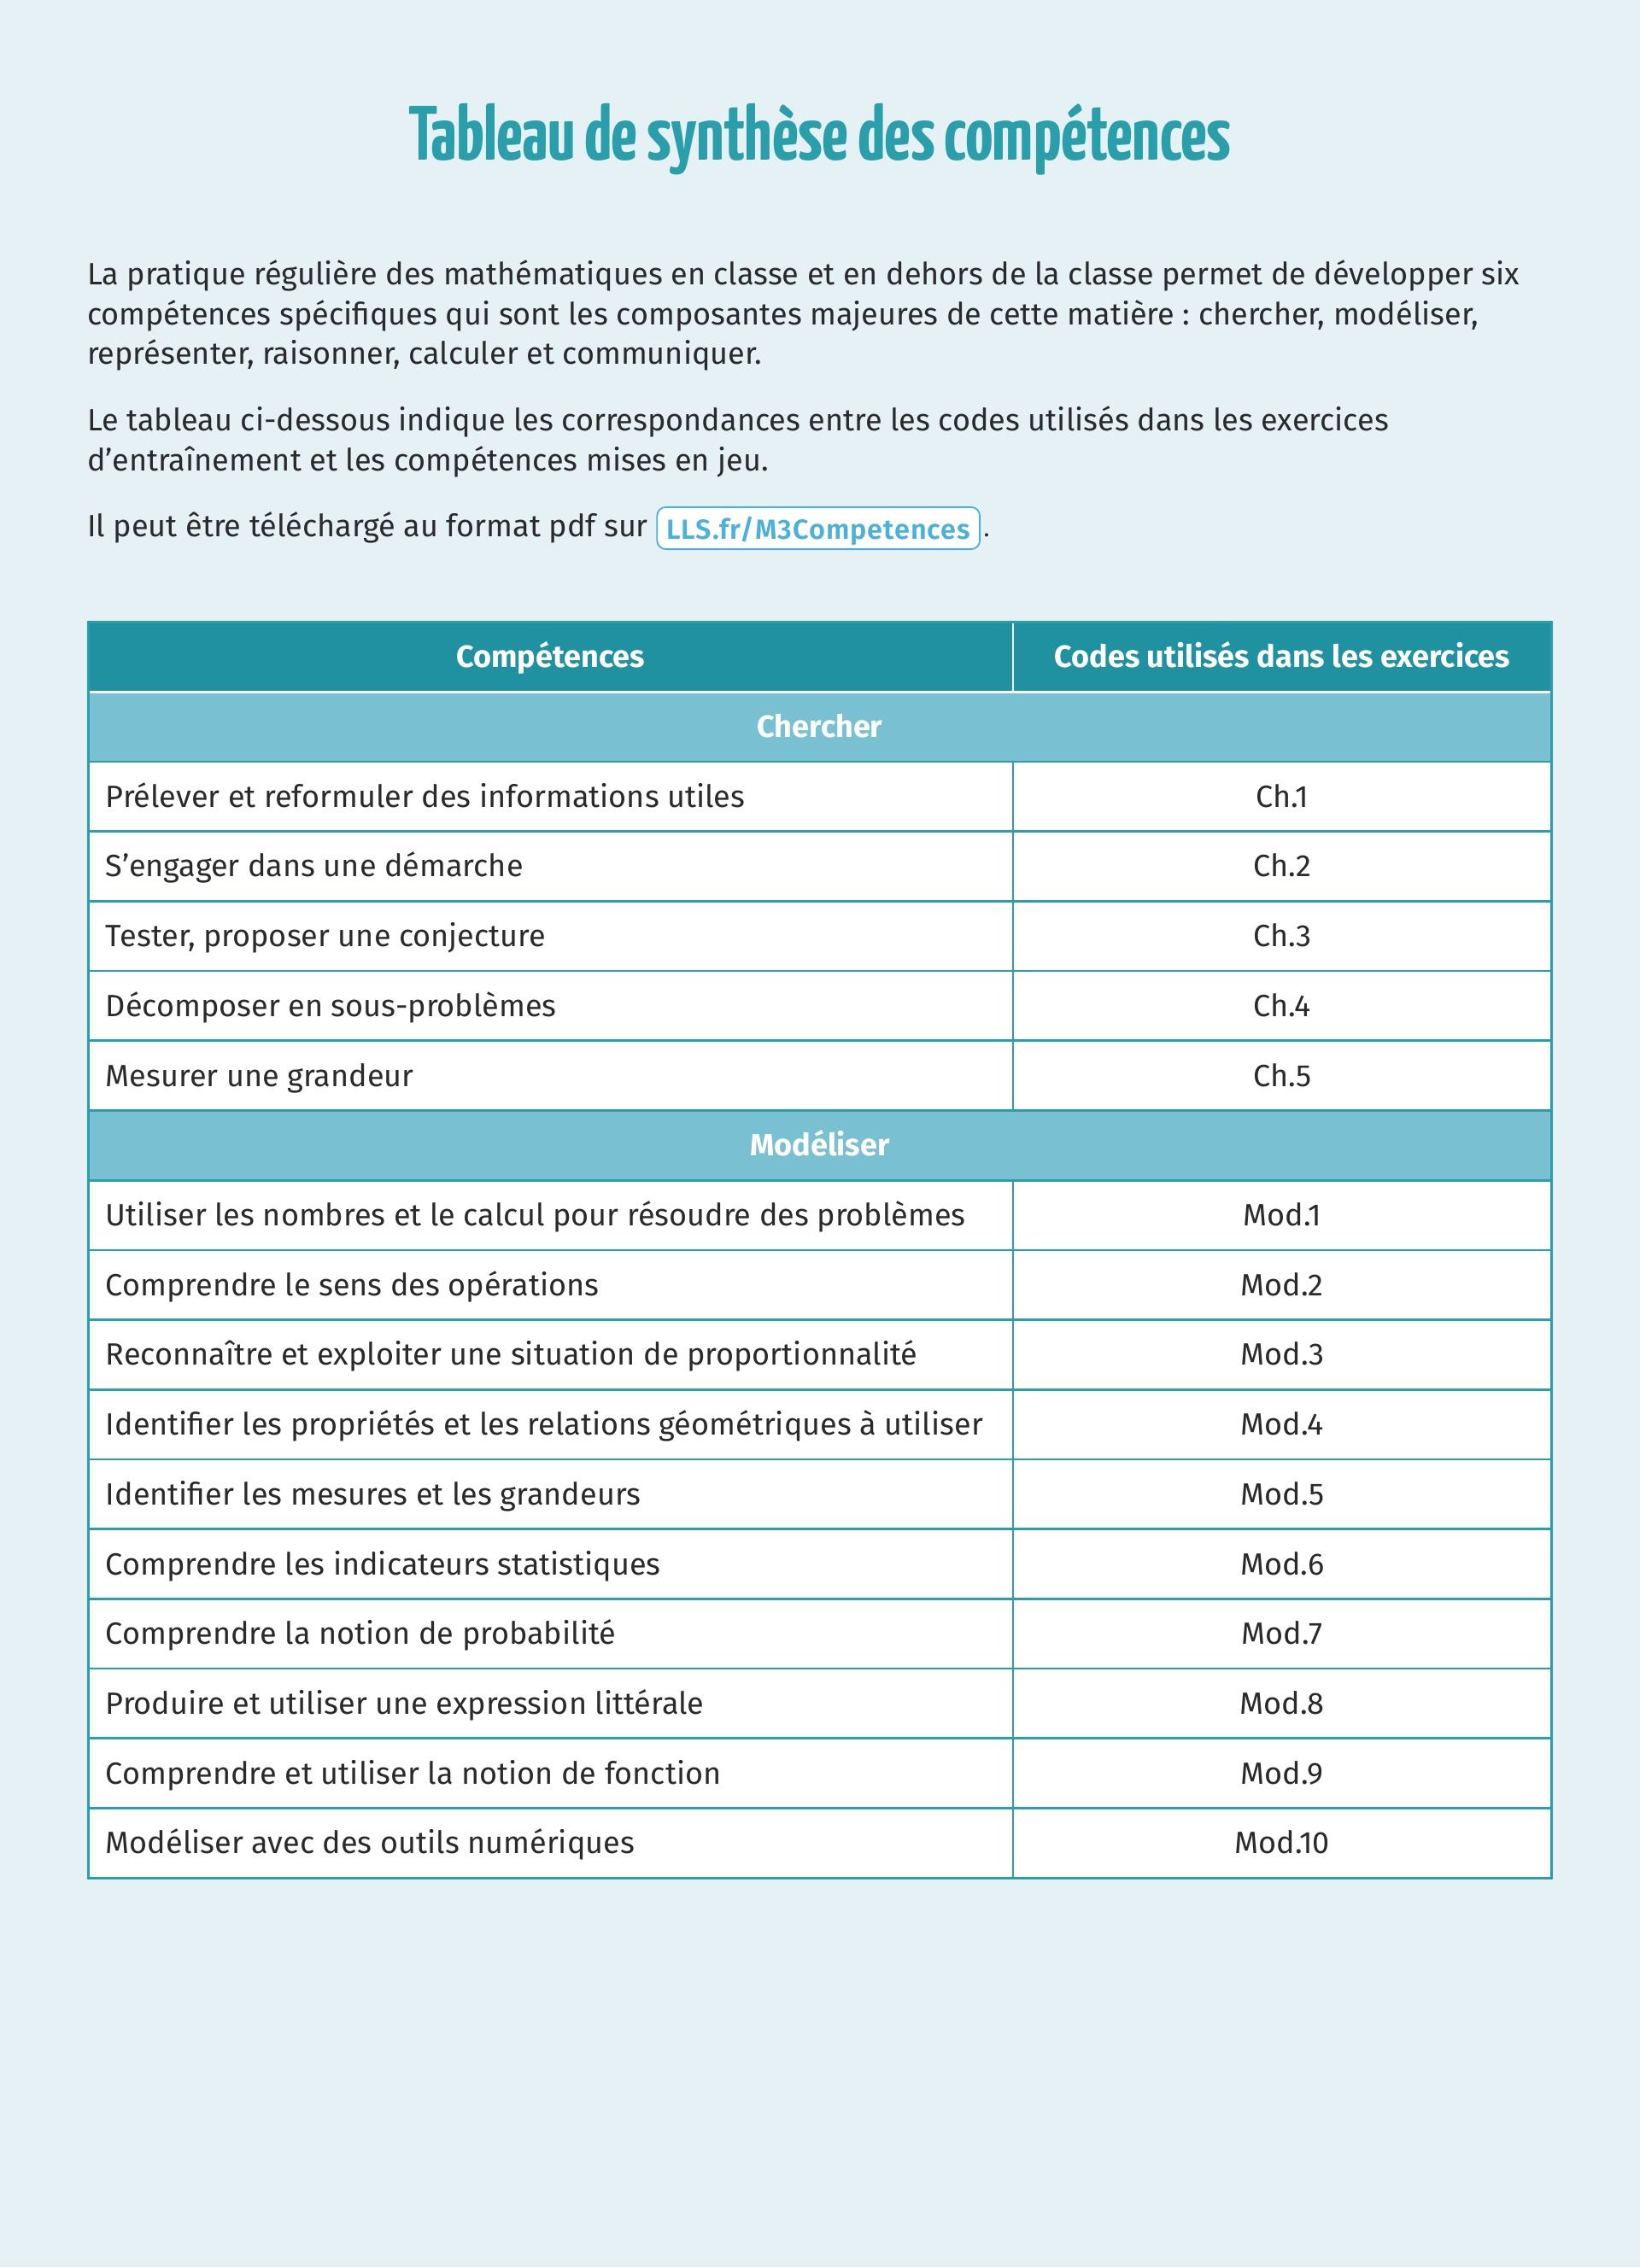 Tableau de synthèse des compétences
La pratique régulière des mathématiques en classe et en dehors de la classe permet de développer six
compétences spécifiques qui sont les composantes majeures de cette matière : chercher, modéliser,
représenter, raisonner, calculer et communiquer.
Le tableau ci-dessous indique les correspondances entre les codes utilisés dans les exercices
d’entraînement et les compétences mises en jeu.
Il peut être téléchargé au format pdf sur LLS.fr/M3Competences.
Compétences Codes utilisés dans les exercices
Chercher
Prélever et reformuler des informations utiles Ch.1
S’engager dans une démarche Ch.2
Tester, proposer une conjecture Ch.3
Décomposer en sous-problèmes Ch.4
Mesurer une grandeur Ch.5
Modéliser
Utiliser les nombres et le calcul pour résoudre des problèmes Mod.1
Comprendre le sens des opérations Mod.2
Reconnaître et exploiter une situation de proportionnalité Mod.3
Identifier les propriétés et les relations géométriques à utiliser Mod.4
Identifier les mesures et les grandeurs Mod.5
Comprendre les indicateurs statistiques Mod.6
Comprendre la notion de probabilité Mod.7
Produire et utiliser une expression littérale Mod.8
Comprendre et utiliser la notion de fonction Mod.9
Modéliser avec des outils numériques Mod.10